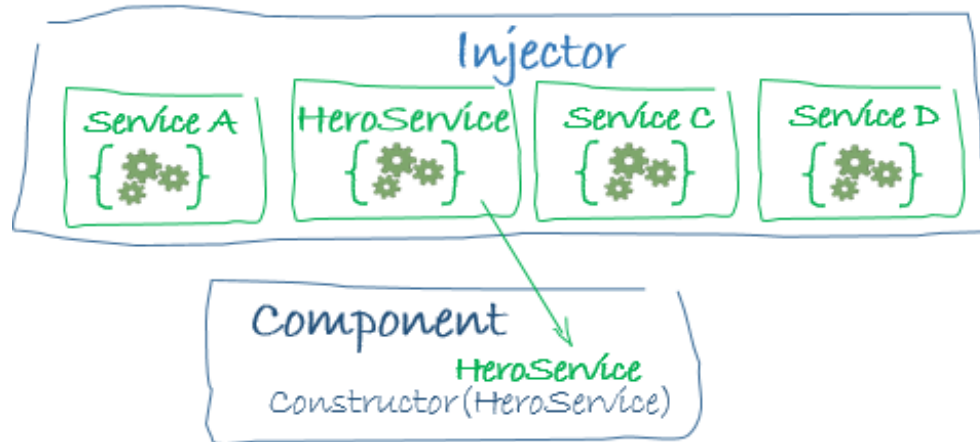 Injector
Service A
HeroService
Service C
Service D
Component
HeroService
Constructor(HeroService)